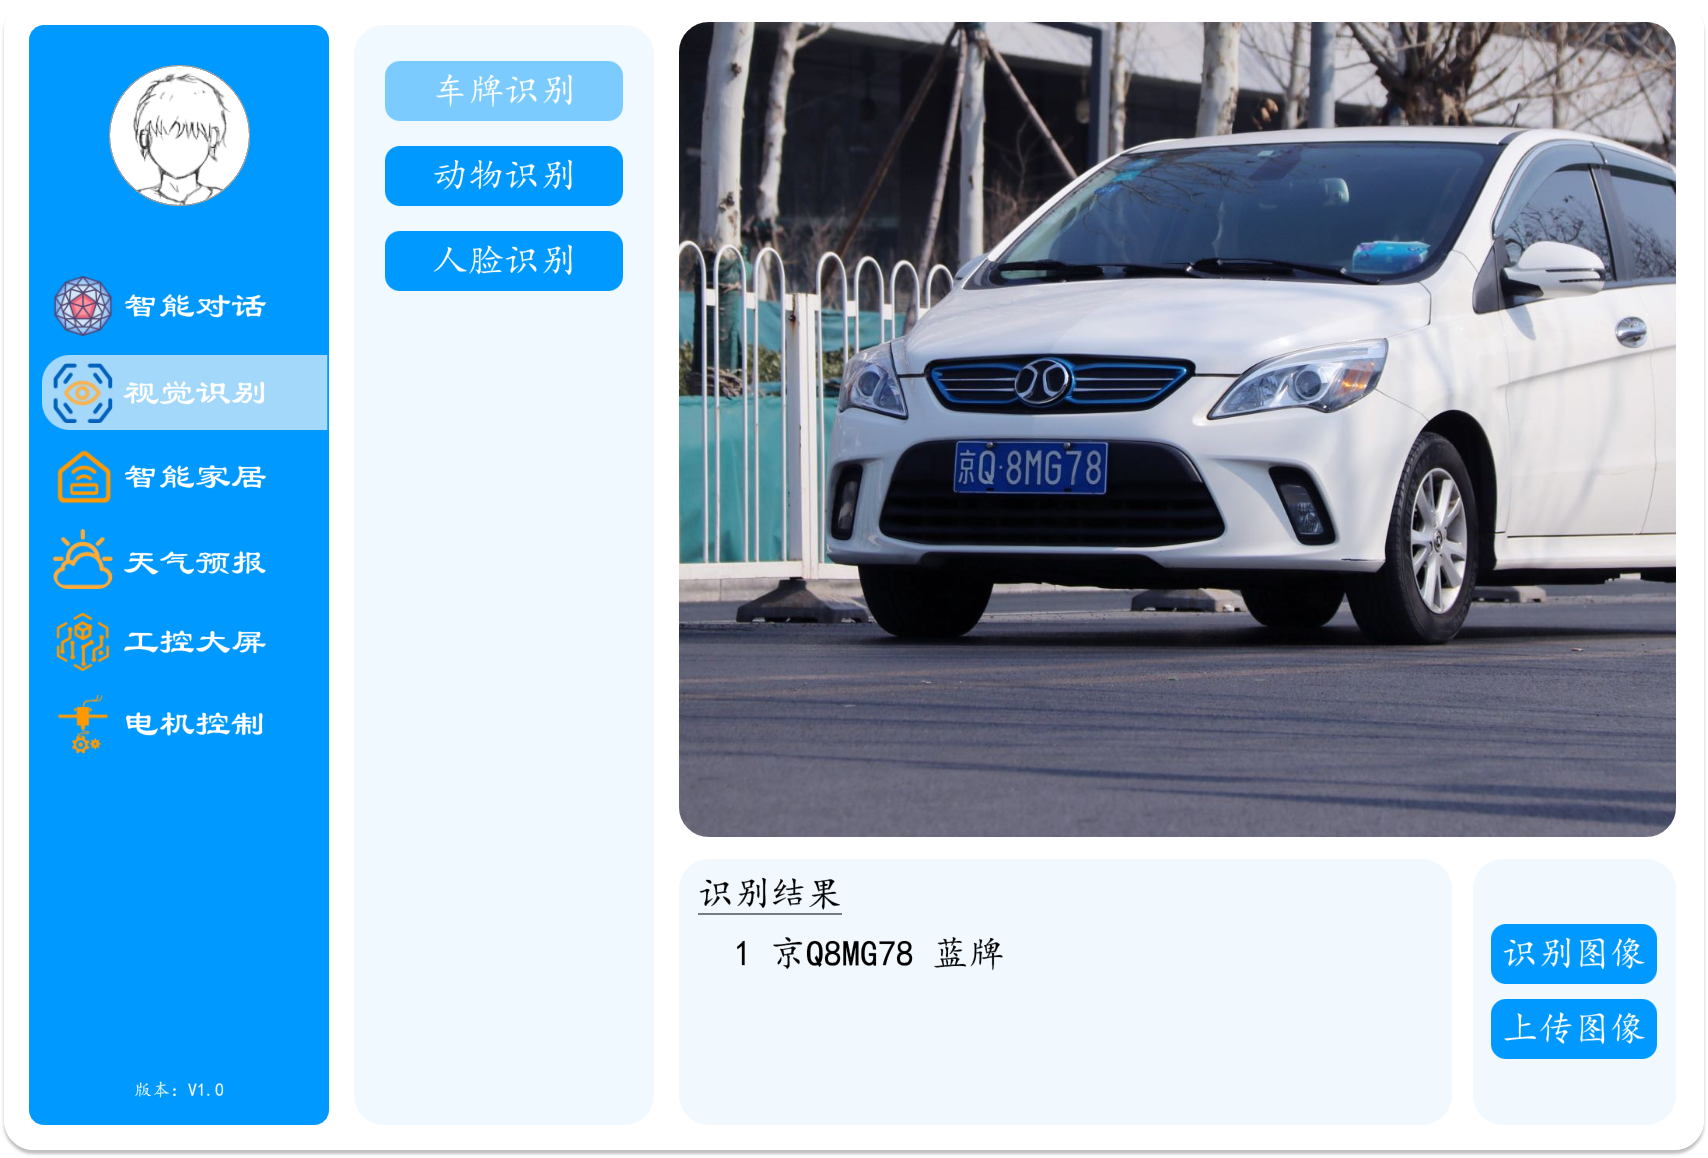 智能对话
视觉识别
智能家居
天气预报
工控大屏
电机控制
版本：V1.0
车牌识别
动物识别
人脸识别
京Q·8MG78
识别结果
1 京Q8MG78 蓝牌
识别图像
上传图像